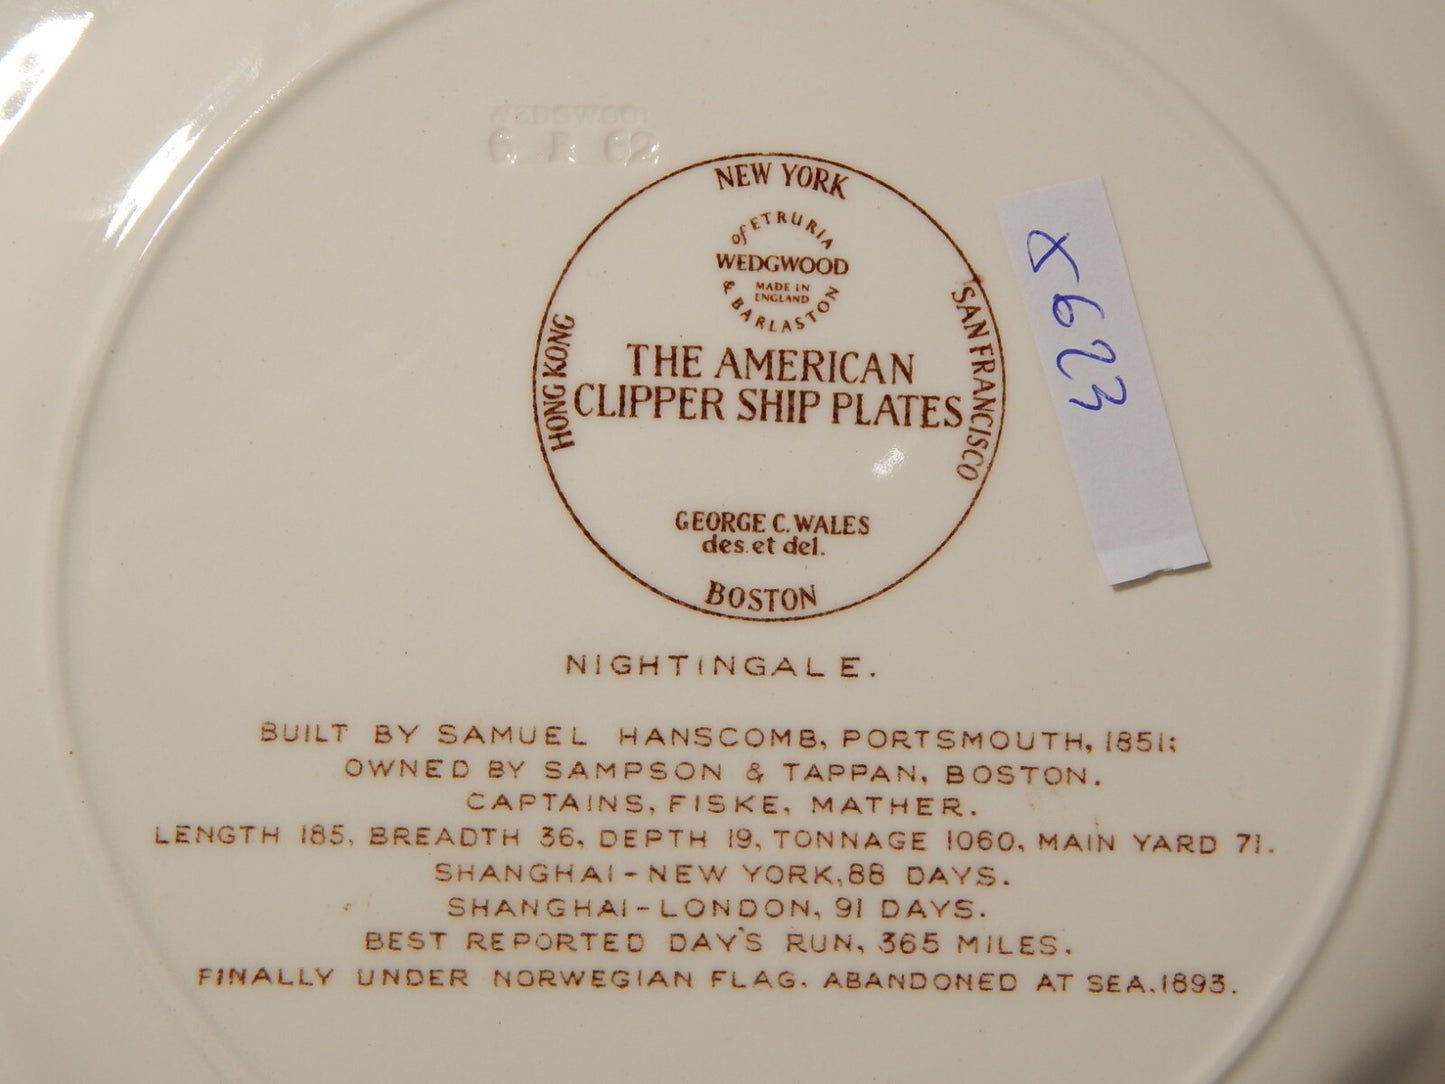 WEDGWOOD
NEW YORK
of ETRURIA
WEDGWOOD
MADE IN
ENGLAND
& BARLASTON
HONG KONG
SAN FRANCISCO
THE AMERICAN
CLIPPER SHIP PLATES
GEORGE C. WALES
des. et del.
BOSTON
8623
NIGHTINGALE.
BUILT BY SAMUEL HANSCOMB, PORTSMOUTH, 1851;
OWNED BY SAMPSON & TAPPAN, BOSTON.
CAPTAINS, FISKE, MATHER.
LENGTH 185, BREADTH 36, DEPTH 19, TONNAGE 1060, MAIN YARD 71.
SHANGHAI-NEW YORK, 88 DAYS.
SHANGHAI-LONDON, 91 DAYS.
BEST REPORTED DAY'S RUN, 365 MILES.
FINALLY UNDER NORWEGIAN FLAG. ABANDONED AT SEA. 1893.